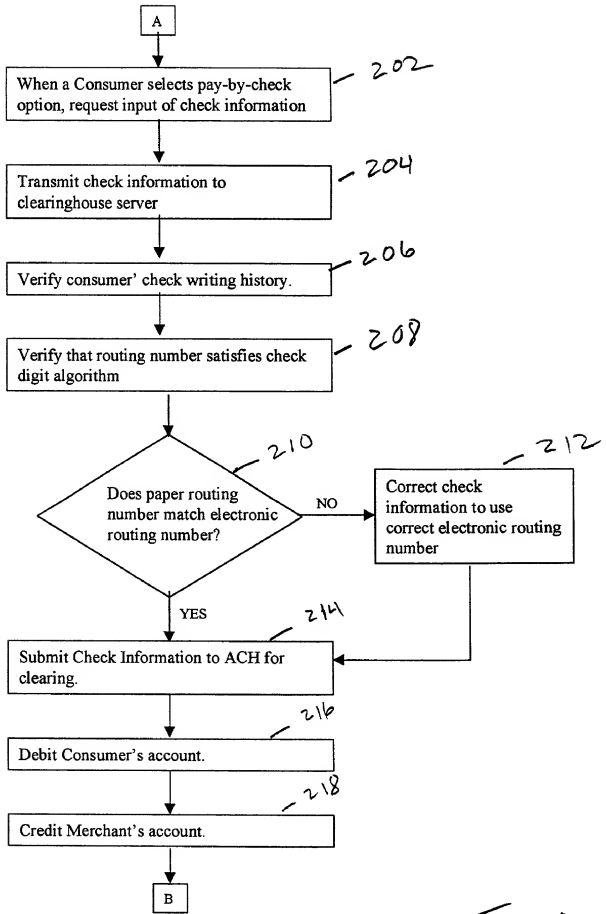 A
When a Consumer selects pay-by-check
option, request input of check information
202
Transmit check information to
clearinghouse server
204
Verify consumer' check writing history.
206
Verify that routing number satisfies check
digit algorithm
208
Does paper routing
number match electronic
routing number?
210
NO
Correct check
information to use
correct electronic routing
number
212
YES
Submit Check Information to ACH for
clearing.
214
Debit Consumer's account.
216
Credit Merchant's account.
218
B